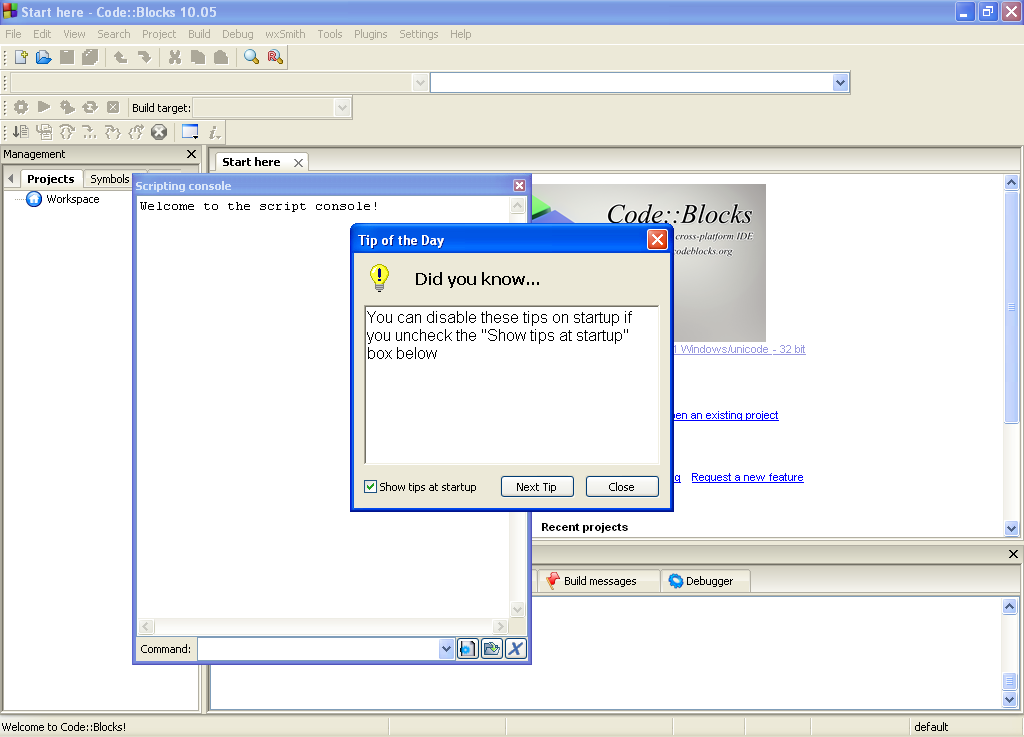 Start here - Code::Blocks 10.05
File Edit View Search Project Build Debug wxSmith Tools Plugins Settings Help
Build target:
Management
Start here
Projects Symbols
Workspace
Scripting console
Welcome to the script console!
Code::Blocks
cross-platform IDE
codeblocks.org
Windows/unicode - 32 bit
an existing project
Request a new feature
Recent projects
Tip of the Day
Did you know...
You can disable these tips on startup if
you uncheck the "Show tips at startup"
box below
Show tips at startup Next Tip Close
Build messages Debugger
Command:
Welcome to Code::Blocks! default